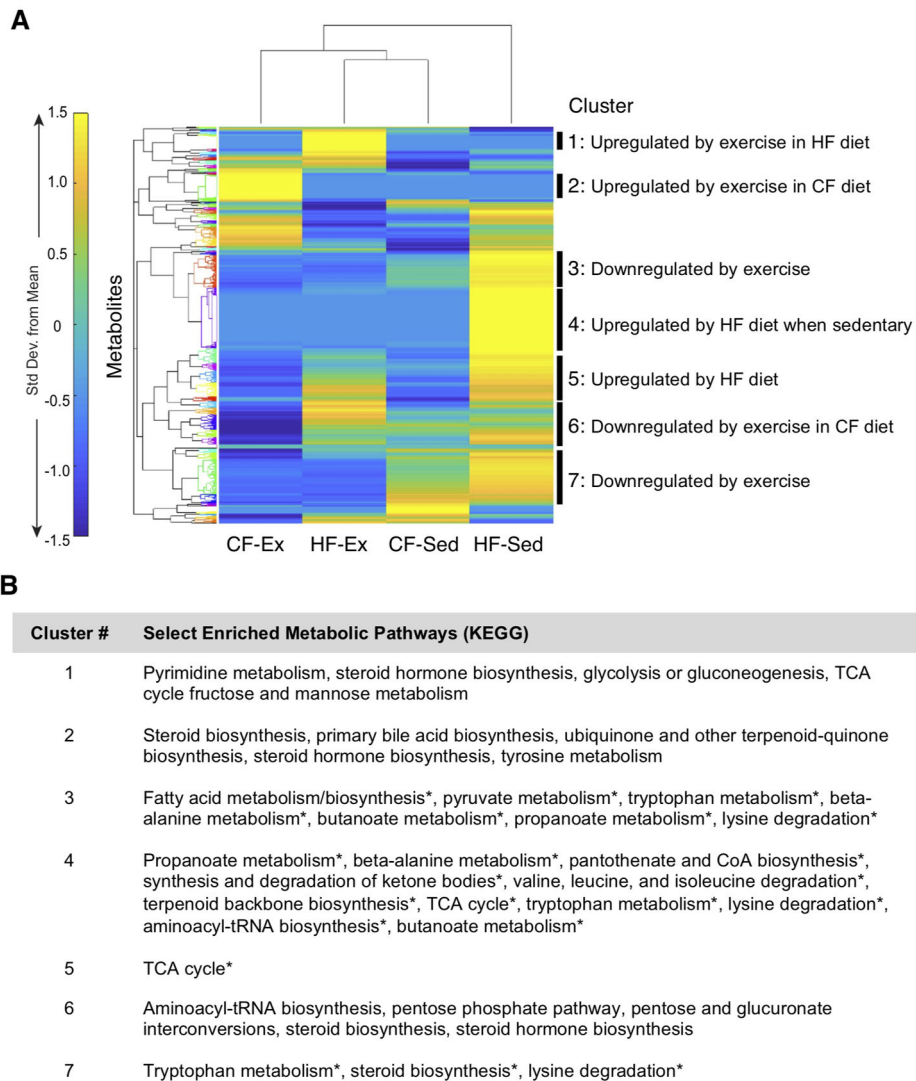 A
Cluster
1.5
1.0
0.5
0
-0.5
-1.0
-1.5
Std Dev. from Mean
Metabolites
1: Upregulated by exercise in HF diet
2: Upregulated by exercise in CF diet
3: Downregulated by exercise
4: Upregulated by HF diet when sedentary
5: Upregulated by HF diet
6: Downregulated by exercise in CF diet
7: Downregulated by exercise
CF-Ex HF-Ex CF-Sed HF-Sed
B
Cluster # Select Enriched Metabolic Pathways (KEGG)
1 Pyrimidine metabolism, steroid hormone biosynthesis, glycolysis or gluconeogenesis, TCA
cycle fructose and mannose metabolism
2 Steroid biosynthesis, primary bile acid biosynthesis, ubiquinone and other terpenoid-quinone
biosynthesis, steroid hormone biosynthesis, tyrosine metabolism
3 Fatty acid metabolism/biosynthesis*, pyruvate metabolism*, tryptophan metabolism*, beta-
alanine metabolism*, butanoate metabolism*, propanoate metabolism*, lysine degradation*
4 Propanoate metabolism*, beta-alanine metabolism*, pantothenate and CoA biosynthesis*,
synthesis and degradation of ketone bodies*, valine, leucine, and isoleucine degradation*,
terpenoid backbone biosynthesis*, TCA cycle*, tryptophan metabolism*, lysine degradation*,
aminoacyl-tRNA biosynthesis*, butanoate metabolism*
5 TCA cycle*
6 Aminoacyl-tRNA biosynthesis, pentose phosphate pathway, pentose and glucuronate
interconversions, steroid biosynthesis, steroid hormone biosynthesis
7 Tryptophan metabolism*, steroid biosynthesis*, lysine degradation*